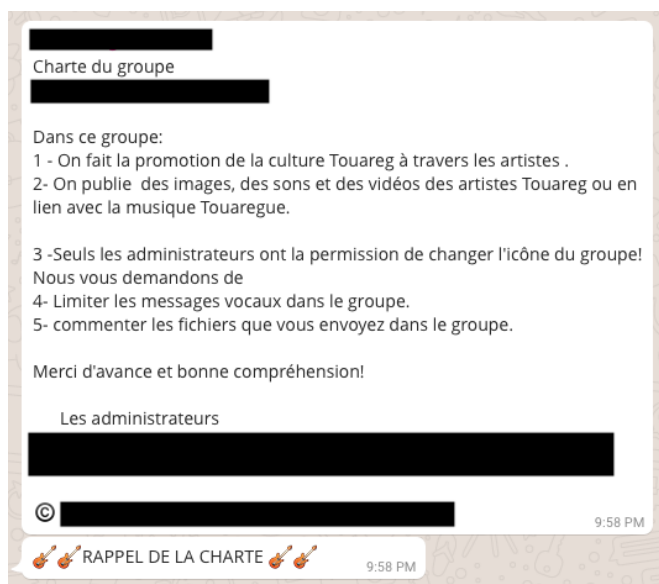 Charte du groupe
Dans ce groupe:
1 - On fait la promotion de la culture Touareg à travers les artistes .
2- On publie  des images, des sons et des vidéos des artistes Touareg ou en
lien avec la musique Touaregue.
3 -Seuls les administrateurs ont la permission de changer l'icône du groupe!
Nous vous demandons de
4- Limiter les messages vocaux dans le groupe.
5- commenter les fichiers que vous envoyez dans le groupe.
Merci d'avance et bonne compréhension!
Les administrateurs
©
9:58 PM
🎸🎸RAPPEL DE LA CHARTE🎸🎸
9:58 PM